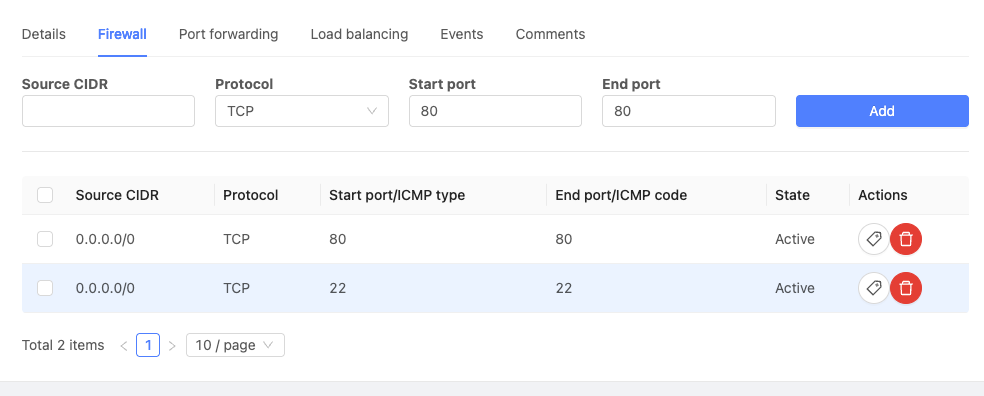 Details Firewall Port forwarding Load balancing Events Comments
Source CIDR Protocol Start port End port
TCP 80 80 Add
Source CIDR Protocol Start port/ICMP type End port/ICMP code State Actions
0.0.0.0/0 TCP 80 80 Active
0.0.0.0/0 TCP 22 22 Active
Total 2 items < 1 > 10 / page